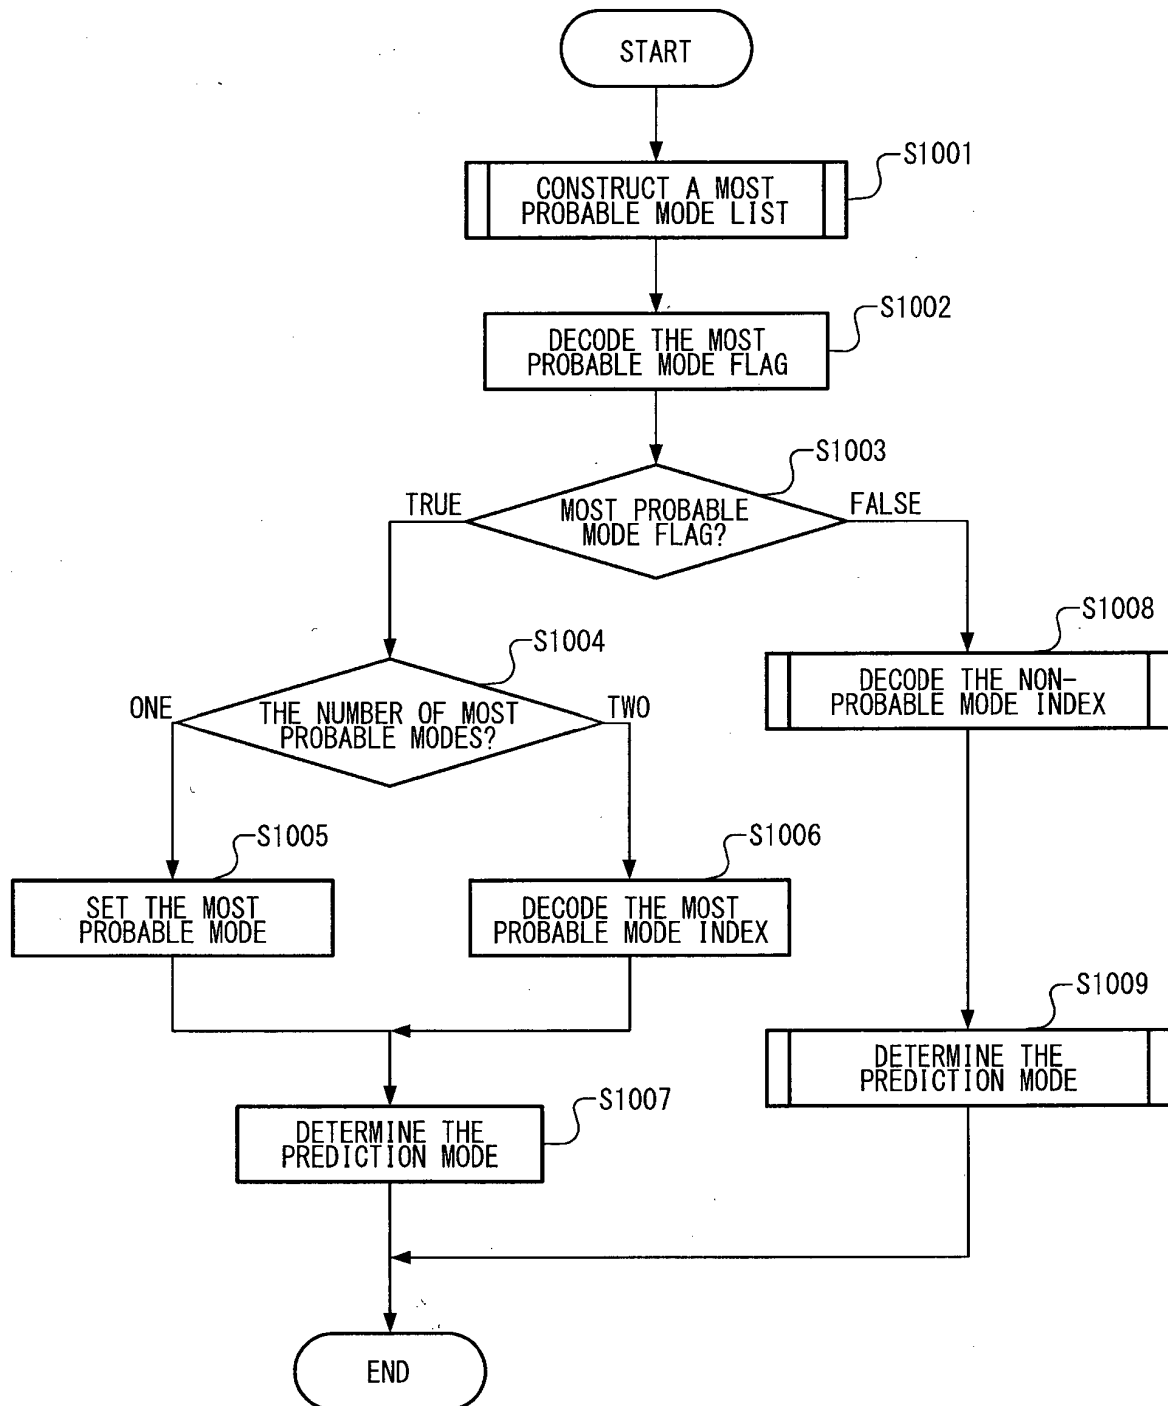 START
S1001
CONSTRUCT A MOST
PROBABLE MODE LIST
S1002
DECODE THE MOST
PROBABLE MODE FLAG
S1003
TRUE
MOST PROBABLE
MODE FLAG?
FALSE
S1004
S1008
ONE
THE NUMBER OF MOST
PROBABLE MODES?
TWO
DECODE THE NON-
PROBABLE MODE INDEX
S1005
S1006
SET THE MOST
PROBABLE MODE
DECODE THE MOST
PROBABLE MODE INDEX
S1009
DETERMINE THE
PREDICTION MODE
S1007
DETERMINE THE
PREDICTION MODE
END